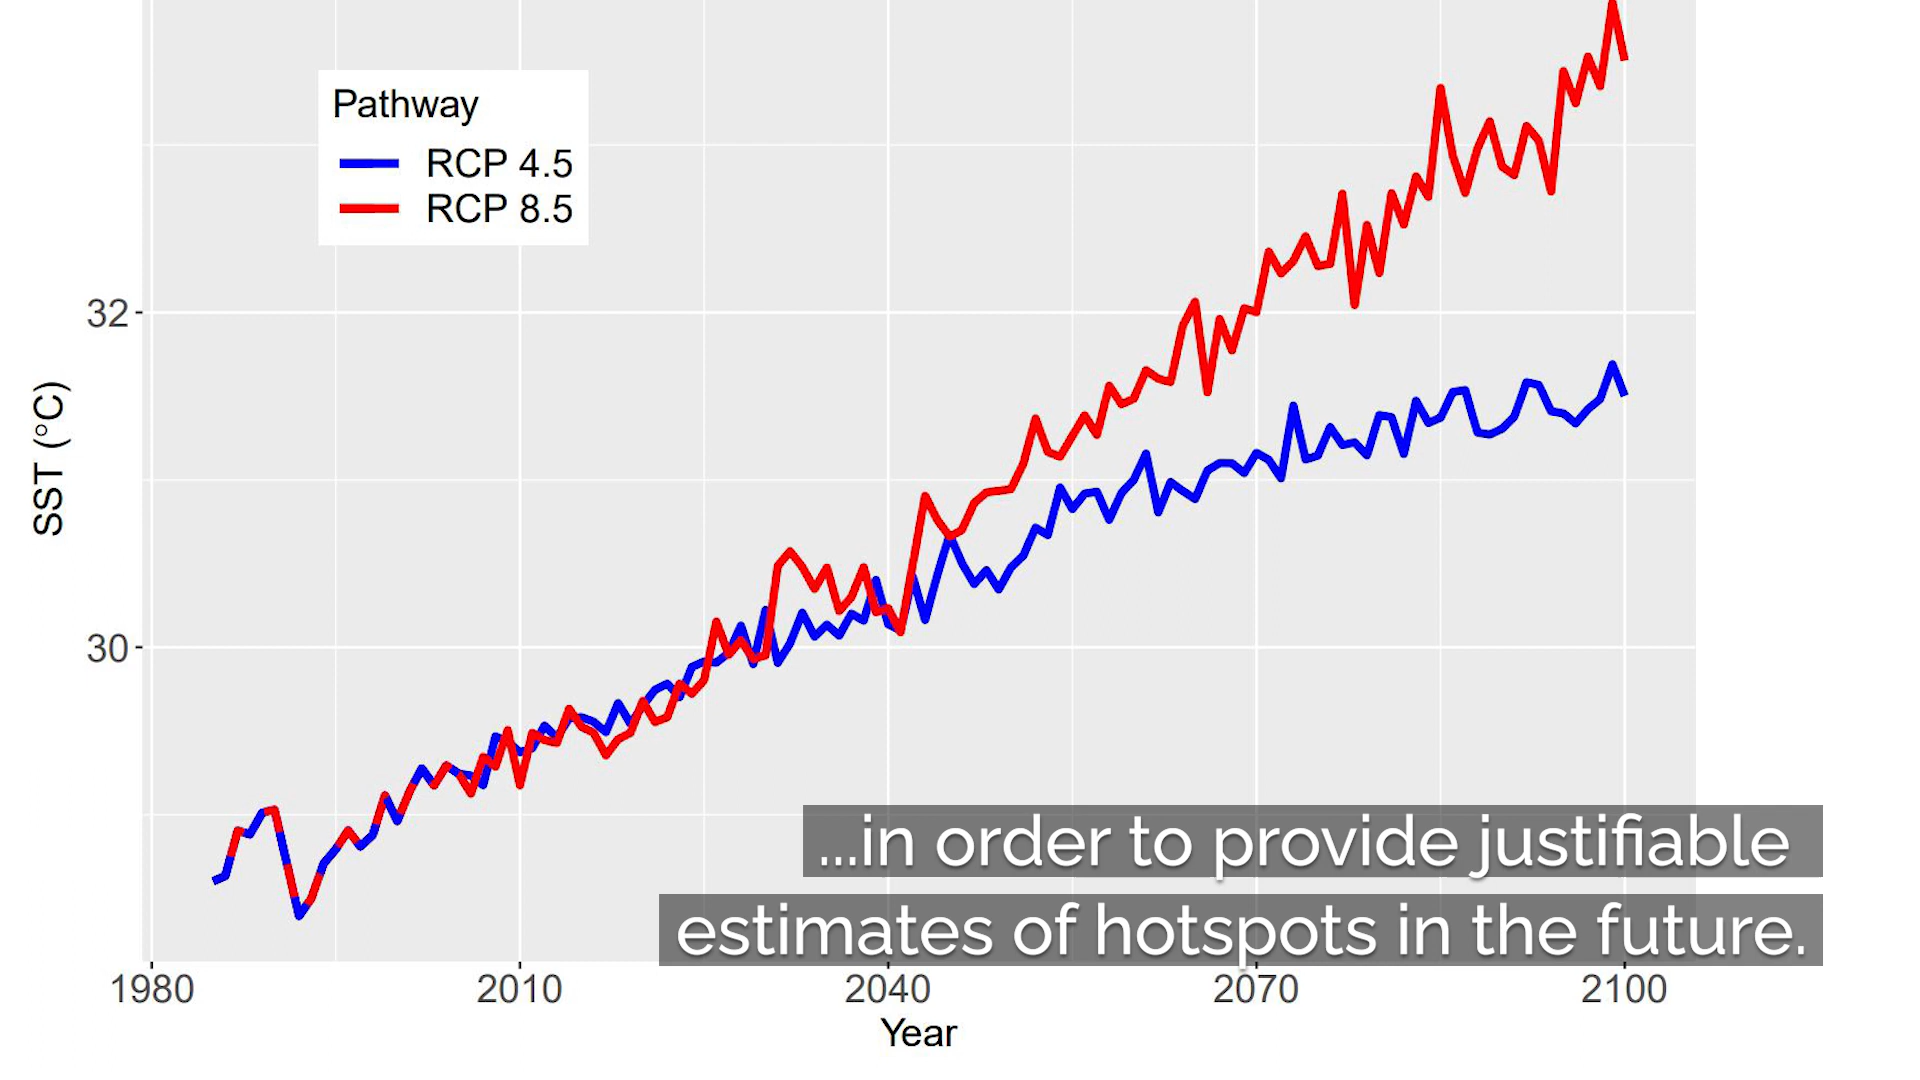 Pathway
RCP 4.5
RCP 8.5
32
30
SST (°C)
...in order to provide justifiable
estimates of hotspots in the future.
1980 2010 2040 2070 2100
Year